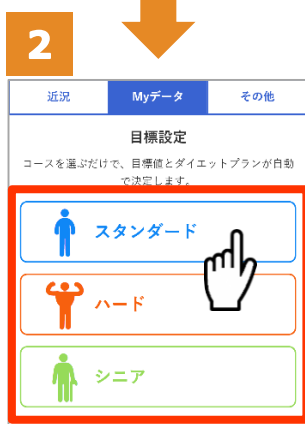 2
近況 Myデータ その他
目標設定
コースを選ぶだけで、目標値とダイエットプランが自動
で決定します。
スタンダード
ハード
シニア